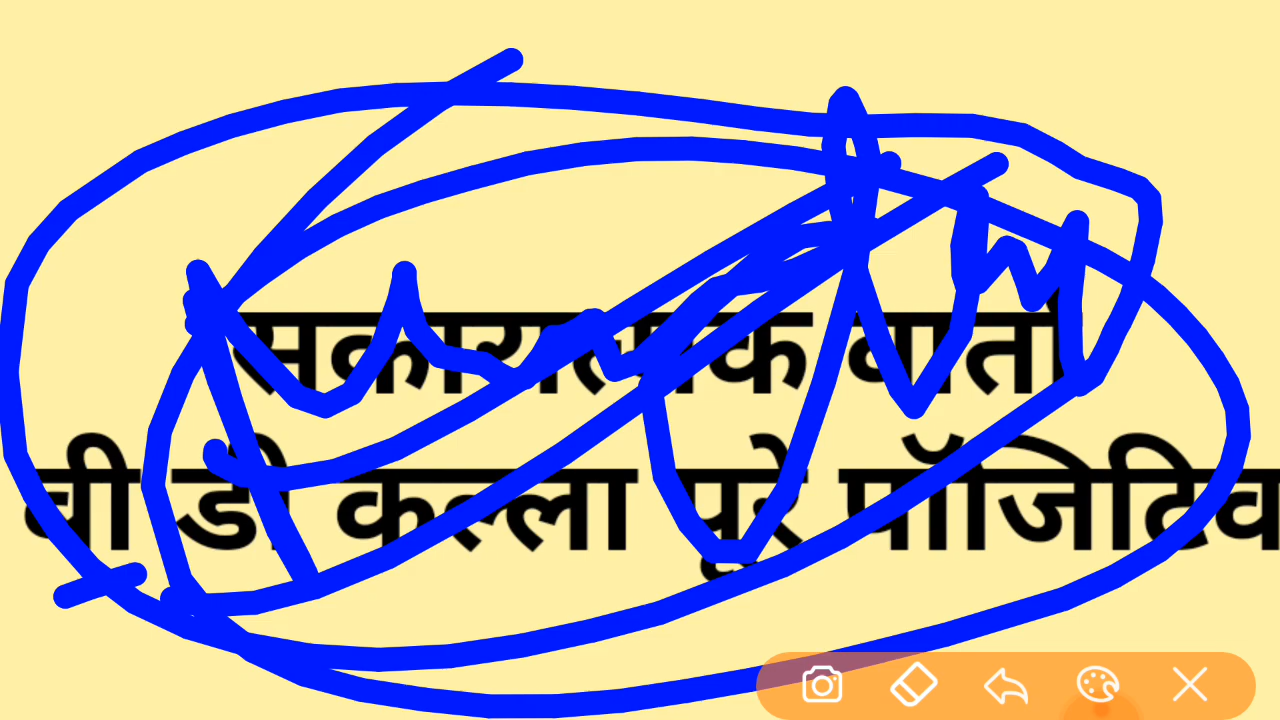 सकारात्मक वार्ता
बी डी कल्ला पूरे पॉजिटिव